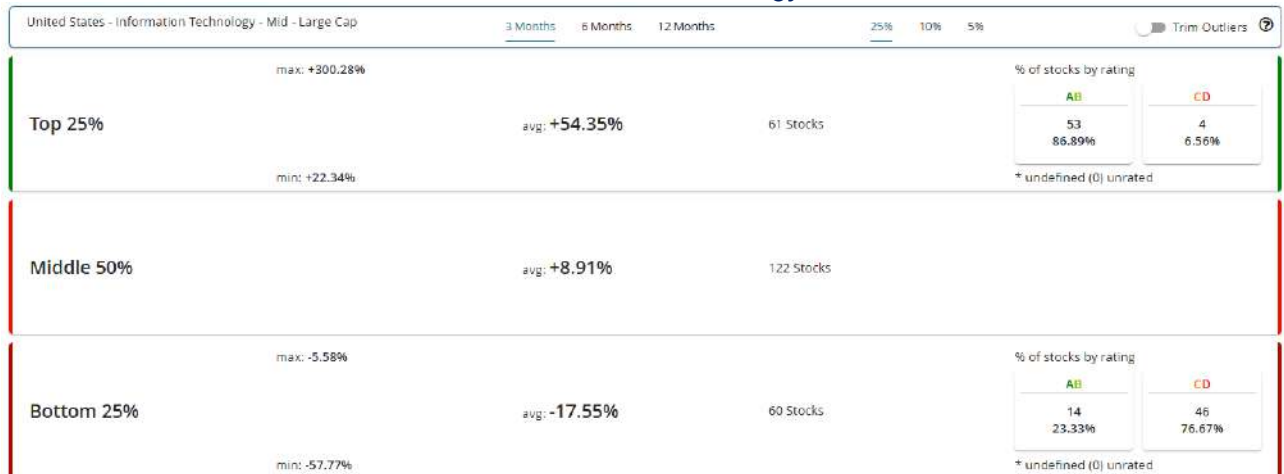 United States - Information Technology - Mid - Large Cap
3 Months 6 Months 12 Months
25% 10% 5%
Trim Outliers ?
max: +300.28%
Top 25%
avg: +54.35%
61 Stocks
min: +22.34%
% of stocks by rating
AB CD
53 4
86.89% 6.56%
* undefined (0) unrated
Middle 50%
avg: +8.91%
122 Stocks
max: -5.58%
Bottom 25%
avg: -17.55%
60 Stocks
min: -57.77%
% of stocks by rating
AB CD
14 46
23.33% 76.67%
* undefined (0) unrated